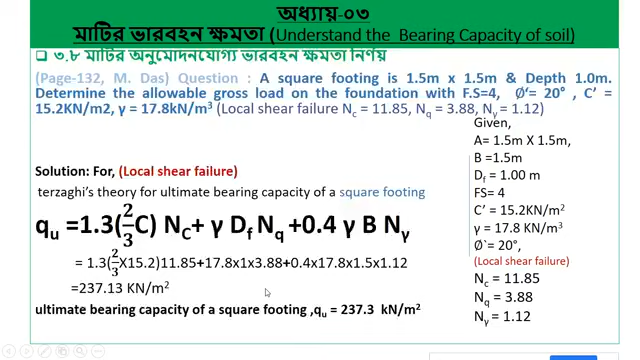 অধ্যায়-০৩
মাটির ভারবহন ক্ষমতা (Understand the Bearing Capacity of soil)
৩.৮ মাটির অনুমোদনযোগ্য ভারবহন ক্ষমতা নির্ণয়
(Page-132, M. Das) Question : A square footing is 1.5m x 1.5m & Depth 1.0m.
Determine the allowable gross load on the foundation with F.S=4, Ø'= 20° , C' =
15.2KN/m2, γ = 17.8kN/m³ (Local shear failure Nc = 11.85, Nq = 3.88, Nγ = 1.12)
Solution: For, (Local shear failure)
terzaghi's theory for ultimate bearing capacity of a square footing
qu =1.3(2/3C) NC+ γ Df Nq +0.4 γ B Nγ
= 1.3(2/3X15.2)11.85+17.8x1x3.88+0.4x17.8x1.5x1.12
=237.13 KN/m²
ultimate bearing capacity of a square footing ,qu = 237.3 kN/m²
Given,
A= 1.5m X 1.5m,
B =1.5m
Df = 1.00 m
FS= 4
C' = 15.2KN/m²
γ = 17.8 KN/m³
Ø`= 20°,
(Local shear failure)
Nc = 11.85
Nq = 3.88
Nγ = 1.12